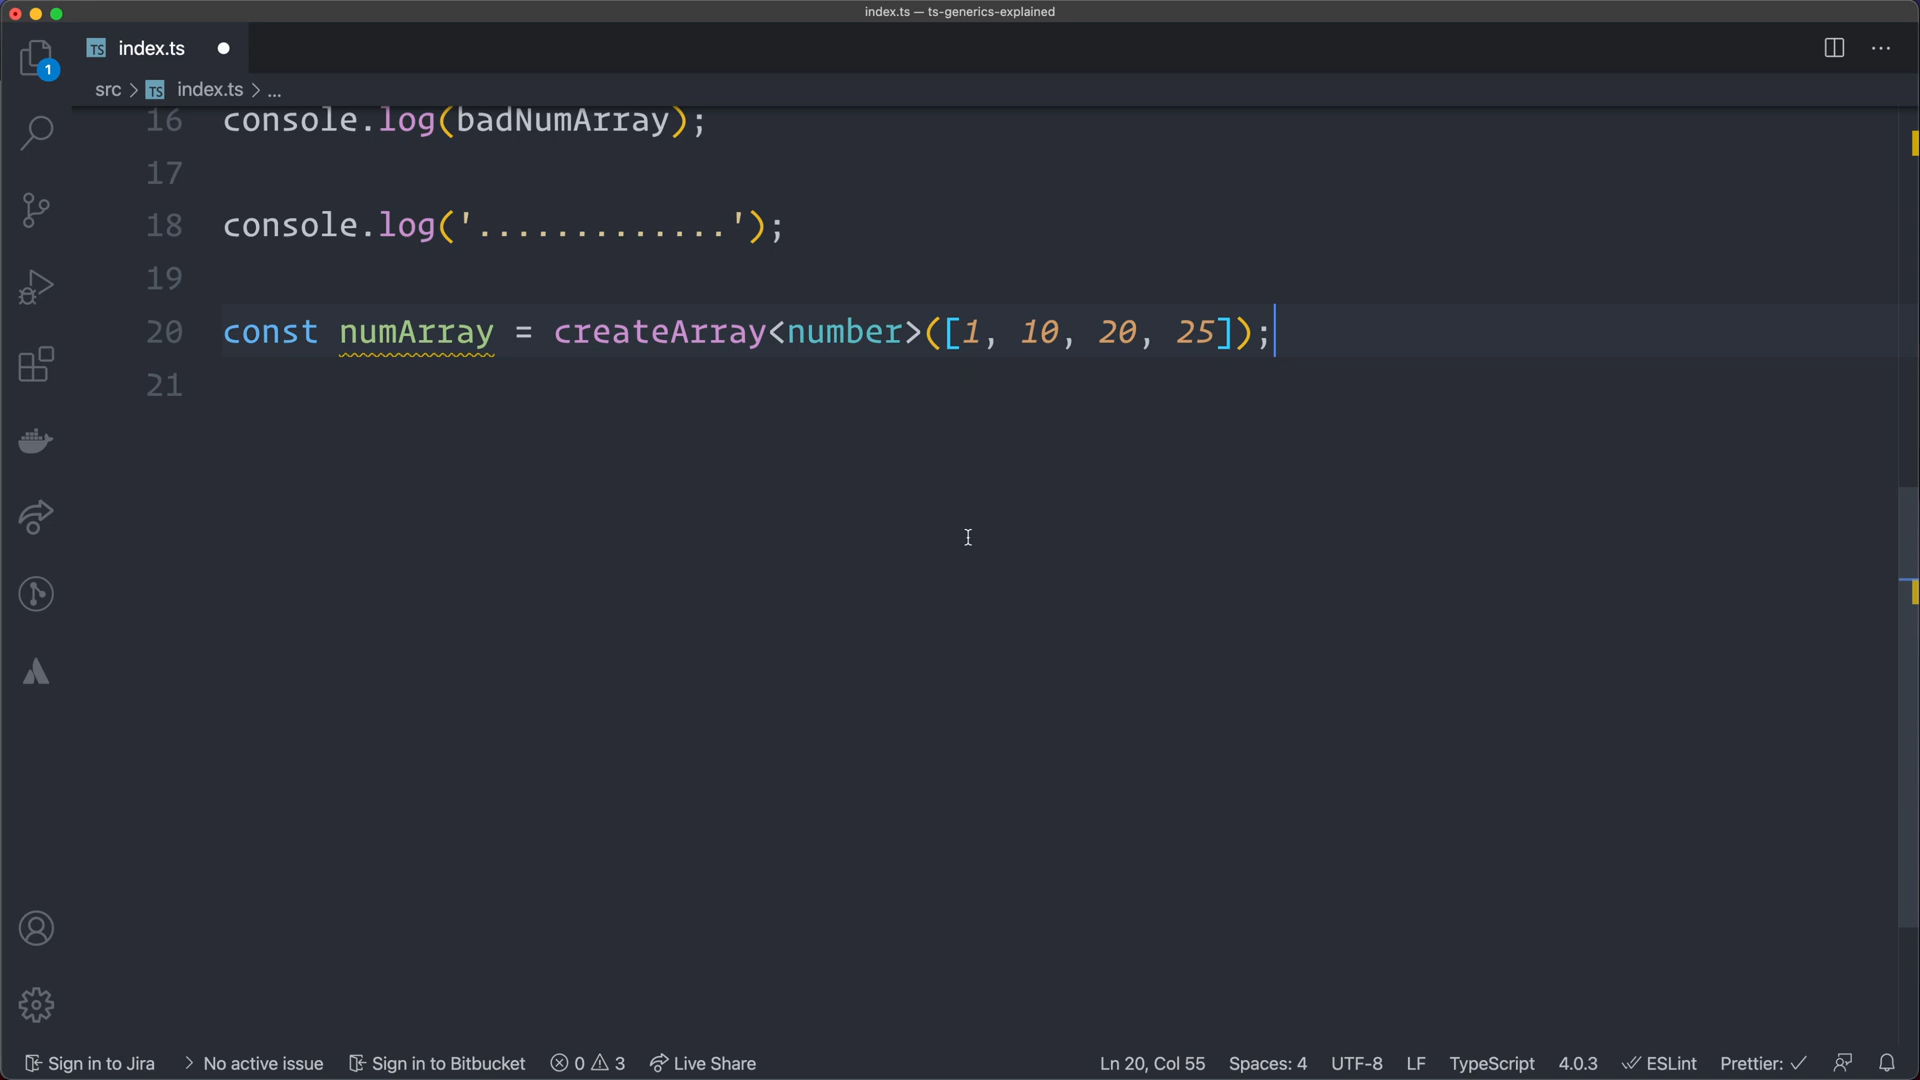 index.ts — ts-generics-explained
TS index.ts
1
src > TS index.ts > ...
16 console.log(badNumArray);
17
18 console.log('.............');
19
20 const numArray = createArray<number>([1, 10, 20, 25]);
21
Sign in to Jira > No active issue Sign in to Bitbucket 0 3 Live Share Ln 20, Col 55 Spaces: 4 UTF-8 LF TypeScript 4.0.3 ESLint Prettier: ✓